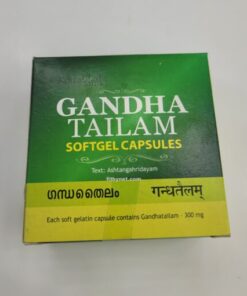 GANDHA
TAILAM
SOFTGEL CAPSULES
Text: Ashtangahridayam
ഗന്ധതൈലം गन्धतैलम्
Each soft gelatin capsule contains Gandhatailam - 300 mg